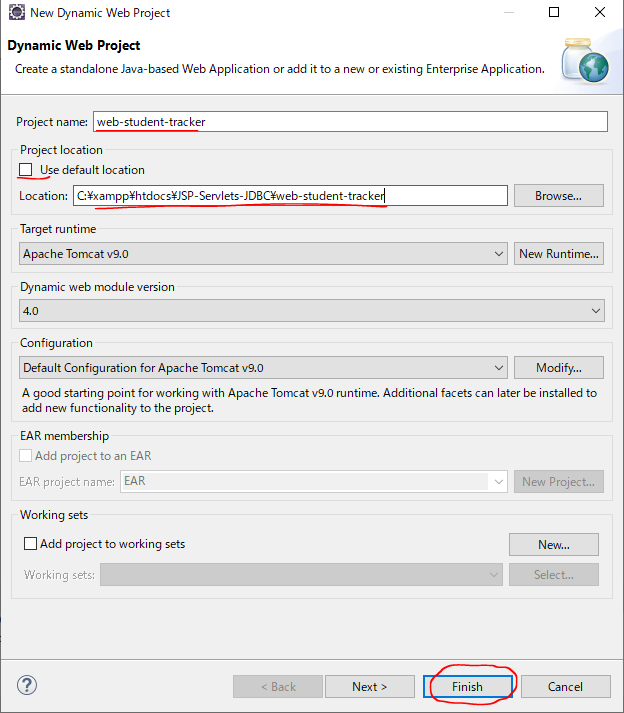 New Dynamic Web Project
Dynamic Web Project
Create a standalone Java-based Web Application or add it to a new or existing Enterprise Application.
Project name: web-student-tracker
Project location
Use default location
Location: C:¥xampp¥htdocs¥JSP-Servlets-JDBC¥web-student-tracker Browse...
Target runtime
Apache Tomcat v9.0 New Runtime...
Dynamic web module version
4.0
Configuration
Default Configuration for Apache Tomcat v9.0 Modify...
A good starting point for working with Apache Tomcat v9.0 runtime. Additional facets can later be installed to
add new functionality to the project.
EAR membership
Add project to an EAR
EAR project name: EAR New Project...
Working sets
Add project to working sets New...
Working sets: Select...
? < Back Next > Finish Cancel